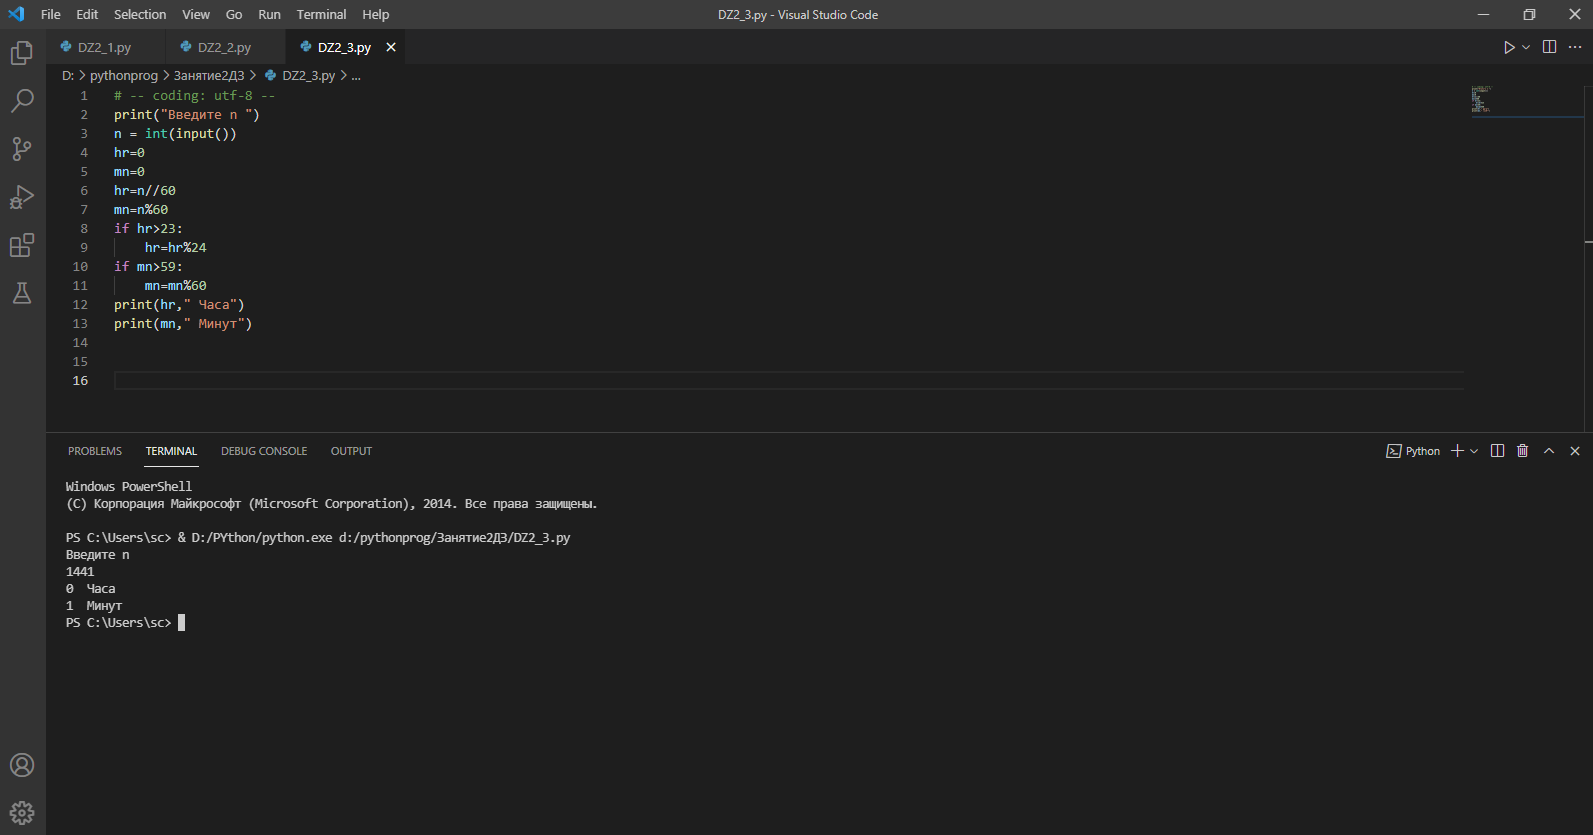 File Edit Selection View Go Run Terminal Help DZ2_3.py - Visual Studio Code
DZ2_1.py DZ2_2.py DZ2_3.py
D: > pythonprog > Занятие2ДЗ > DZ2_3.py > ...
1 # -- coding: utf-8 --
2 print("Введите n ")
3 n = int(input())
4 hr=0
5 mn=0
6 hr=n//60
7 mn=n%60
8 if hr>23:
9     hr=hr%24
10 if mn>59:
11     mn=mn%60
12 print(hr," Часа")
13 print(mn," Минут")
14
15
16
PROBLEMS TERMINAL DEBUG CONSOLE OUTPUT Python
Windows PowerShell
(C) Корпорация Майкрософт (Microsoft Corporation), 2014. Все права защищены.
PS C:\Users\sc> & D:/PYthon/python.exe d:/pythonprog/Занятие2ДЗ/DZ2_3.py
Введите n
1441
0  Часа
1  Минут
PS C:\Users\sc>